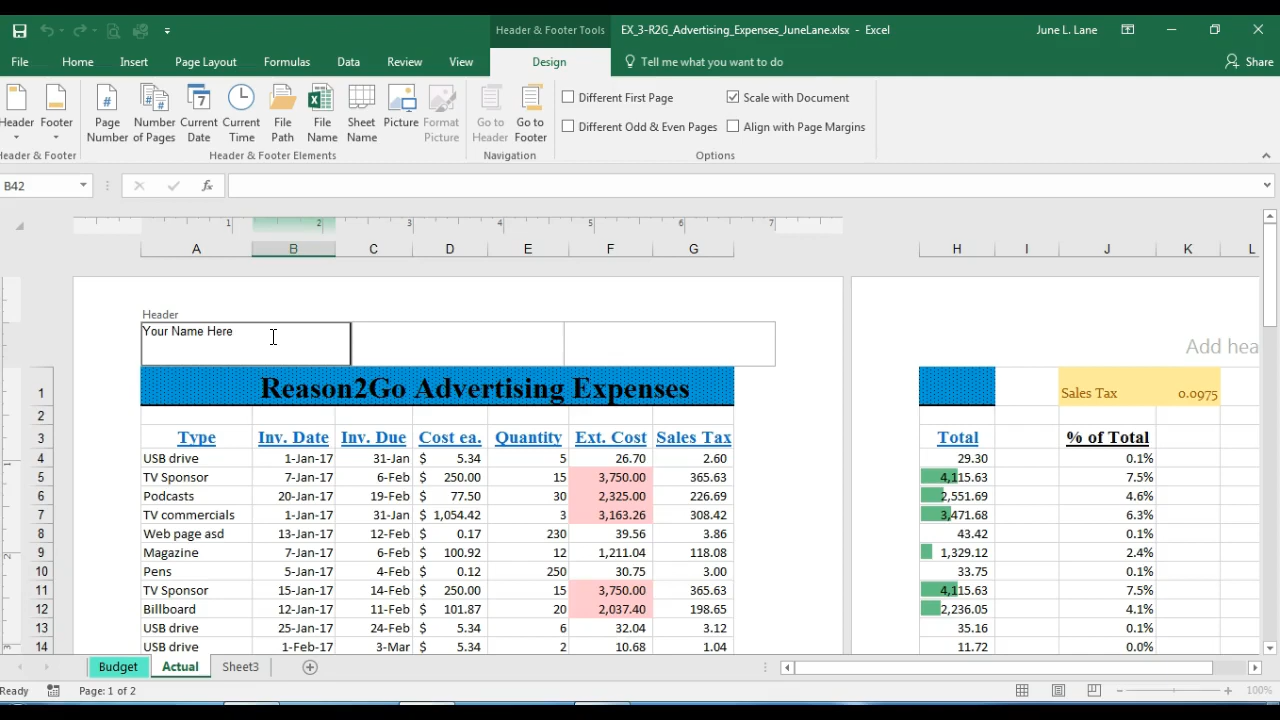 Header & Footer Tools
EX_3-R2G_Advertising_Expenses_JuneLane.xlsx - Excel
June L. Lane
File Home Insert Page Layout Formulas Data Review View Design Tell me what you want to do Share
Header Footer Page Number Number of Pages Current Date Current Time File Path File Name Sheet Name Picture Format Picture Go to Header Go to Footer
Different First Page
Scale with Document
Different Odd & Even Pages
Align with Page Margins
Header & Footer Elements Navigation Options
B42 fx
1 2 3 4 5 6 7
A B C D E F G H I J K L
Header
Your Name Here
Add hea
1 Reason2Go Advertising Expenses Sales Tax 0.0975
2
3 Type Inv. Date Inv. Due Cost ea. Quantity Ext. Cost Sales Tax Total % of Total
4 USB drive 1-Jan-17 31-Jan $ 5.34 5 26.70 2.60 29.30 0.1%
5 TV Sponsor 7-Jan-17 6-Feb $ 250.00 15 3,750.00 365.63 4,115.63 7.5%
6 Podcasts 20-Jan-17 19-Feb $ 77.50 30 2,325.00 226.69 2,551.69 4.6%
7 TV commercials 1-Jan-17 31-Jan $ 1,054.42 3 3,163.26 308.42 3,471.68 6.3%
8 Web page asd 13-Jan-17 12-Feb $ 0.17 230 39.56 3.86 43.42 0.1%
9 Magazine 7-Jan-17 6-Feb $ 100.92 12 1,211.04 118.08 1,329.12 2.4%
10 Pens 5-Jan-17 4-Feb $ 0.12 250 30.75 3.00 33.75 0.1%
11 TV Sponsor 15-Jan-17 14-Feb $ 250.00 15 3,750.00 365.63 4,115.63 7.5%
12 Billboard 12-Jan-17 11-Feb $ 101.87 20 2,037.40 198.65 2,236.05 4.1%
13 USB drive 25-Jan-17 24-Feb $ 5.34 6 32.04 3.12 35.16 0.1%
14 USB drive 1-Feb-17 3-Mar $ 5.34 2 10.68 1.04 11.72 0.0%
Budget Actual Sheet3
Ready Page: 1 of 2 100%